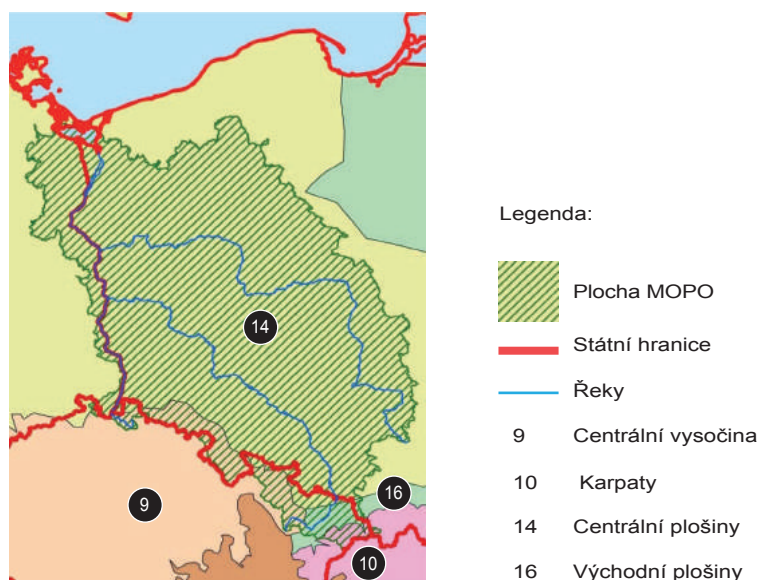 14
9
16
10
Legenda:
Plocha MOPO
Státní hranice
Řeky
9 Centrální vysočina
10 Karpaty
14 Centrální plošiny
16 Východní plošiny